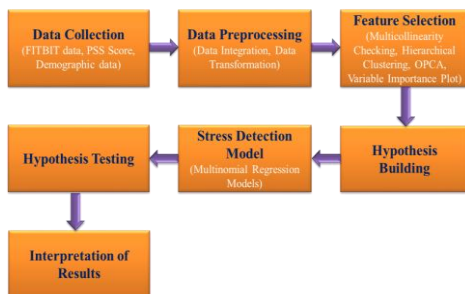 Data Collection
(FITBIT data, PSS Score,
Demographic data)
Data Preprocessing
(Data Integration, Data
Transformation)
Feature Selection
(Multicollinearity
Checking, Hierarchical
Clustering, OPCA,
Variable Importance Plot)
Hypothesis
Building
Stress Detection
Model
(Multinomial Regression
Models)
Hypothesis Testing
Interpretation of
Results